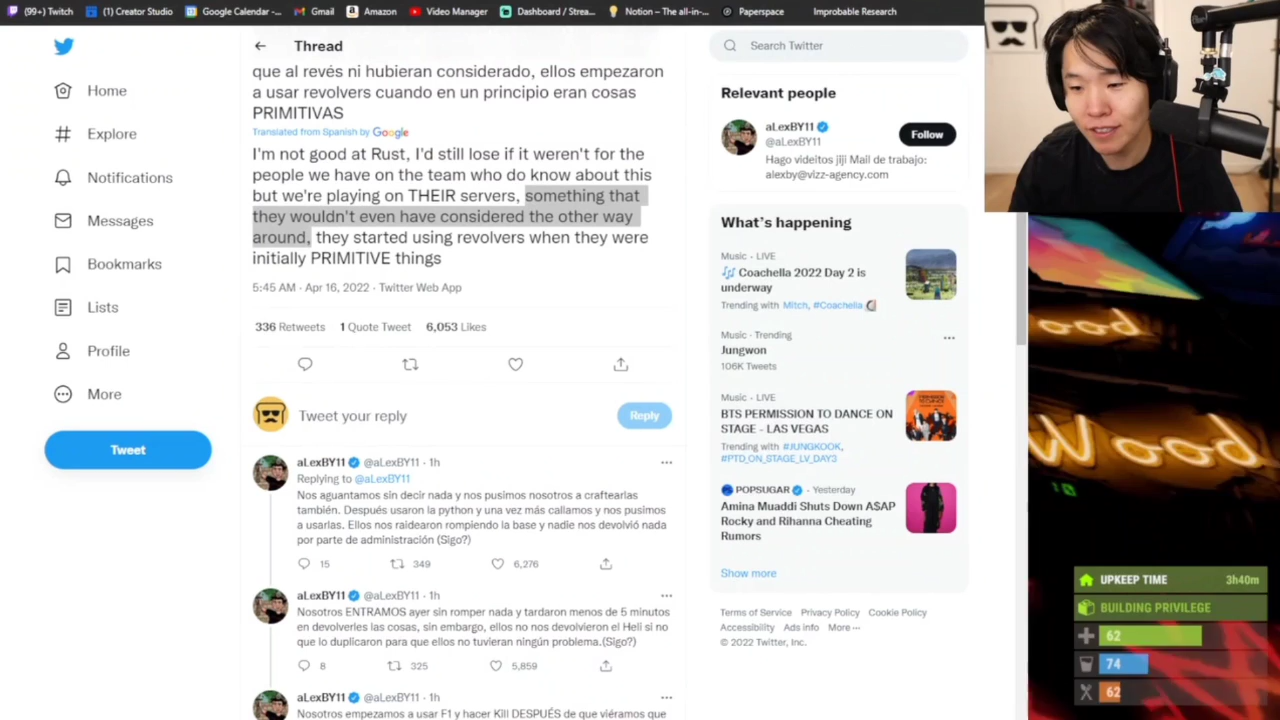 (99+) Twitch
(1) Creator Studio
Google Calendar -...
Gmail
Amazon
Video Manager
Dashboard / Strea...
Notion – The all-in-...
Paperspace
Improbable Research
Thread
Search Twitter
Home
Explore
Notifications
Messages
Bookmarks
Lists
Profile
More
Tweet
que al revés ni hubieran considerado, ellos empezaron
a usar revolvers cuando en un principio eran cosas
PRIMITIVAS
Translated from Spanish by Google
I'm not good at Rust, I'd still lose if it weren't for the
people we have on the team who do know about this
but we're playing on THEIR servers, something that
they wouldn't even have considered the other way
around, they started using revolvers when they were
initially PRIMITIVE things
5:45 AM · Apr 16, 2022 · Twitter Web App
336 Retweets 1 Quote Tweet 6,053 Likes
Tweet your reply
Reply
aLexBY11 @aLexBY11 · 1h
Replying to @aLexBY11
Nos aguantamos sin decir nada y nos pusimos nosotros a craftearlas
también. Después usaron la python y una vez más callamos y nos pusimos
a usarlas. Ellos nos raidearon rompiendo la base y nadie nos devolvió nada
por parte de administración (Sigo?)
15 349 6,276
aLexBY11 @aLexBY11 · 1h
Nosotros ENTRAMOS ayer sin romper nada y tardaron menos de 5 minutos
en devolverles las cosas, sin embargo, ellos no nos devolvieron el Heli si no
que lo duplicaron para que ellos no tuvieran ningún problema.(Sigo?)
8 325 5,859
aLexBY11 @aLexBY11 · 1h
Nosotros empezamos a usar F1 y hacer Kill DESPUÉS de que viéramos que
Relevant people
aLexBY11
@aLexBY11
Follow
Hago videitos jiji Mail de trabajo:
alexby@vizz-agency.com
What's happening
Music · LIVE
Coachella 2022 Day 2 is
underway
Trending with Mitch, #Coachella
Music · Trending
Jungwon
106K Tweets
Music · LIVE
BTS PERMISSION TO DANCE ON
STAGE - LAS VEGAS
Trending with #JUNGKOOK,
#PTD_ON_STAGE_LV_DAY3
POPSUGAR · Yesterday
Amina Muaddi Shuts Down A$AP
Rocky and Rihanna Cheating
Rumors
Show more
Terms of Service Privacy Policy Cookie Policy
Accessibility Ads info More ···
© 2022 Twitter, Inc.
Wood
Wood
UPKEEP TIME 3h40m
BUILDING PRIVILEGE
62
74
62